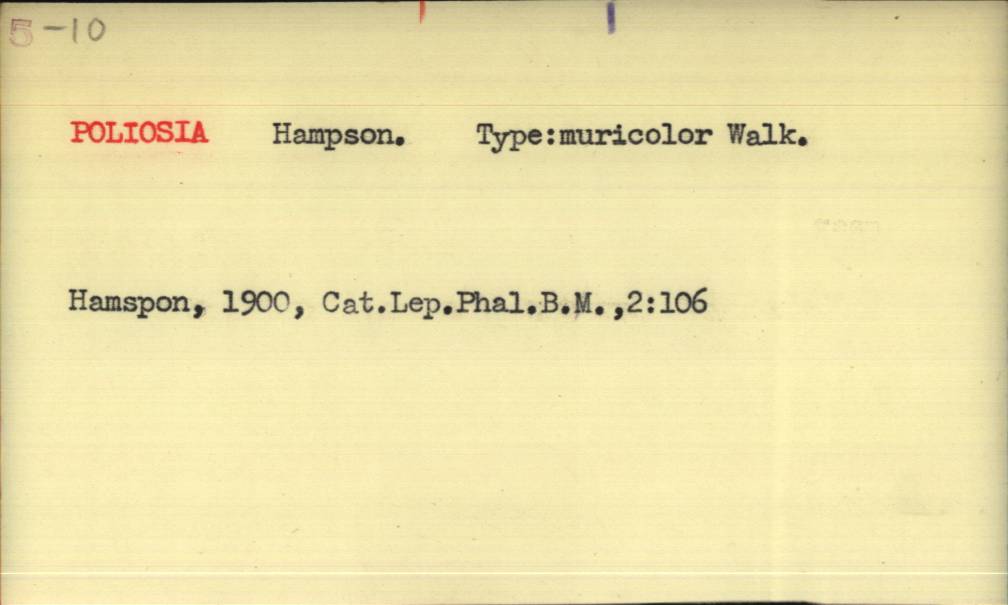 5-10
POLIOSIA Hampson. Type:muricolor Walk.
Hamspon, 1900, Cat.Lep.Phal.B.M.,2:106